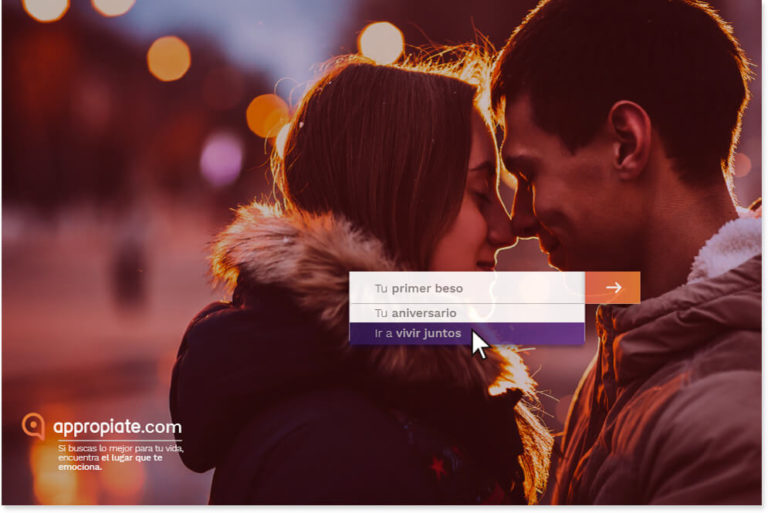 Tu primer beso
Tu aniversario
Ir a vivir juntos
appropiate.com
Si buscas lo mejor para tu vida,
encuentra el lugar que te
emociona.